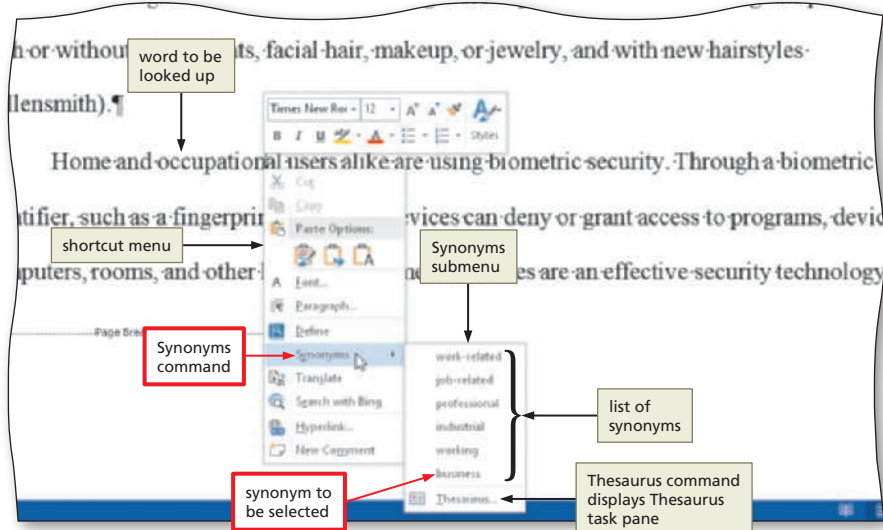 h·or·without
ts,·facial·hair,·makeup,·or·jewelry,·and·with·new·hairstyles·
word to be
looked up
llensmith).¶
Times New Ro
12
A
A
B I U
A
Styles
Home·and·occupational·users·alike·are·using·biometric·security.·Through·a·biometric
Cut
Copy
ntifier,·such·as·a·fingerprin
vices·can·deny·or·grant·access·to·programs,·devic
Paste Options:
shortcut menu
Synonyms
submenu
puters,·rooms,·and·other·
es·are·an·effective·security·technology
Font...
Paragraph...
Page Bre
Define
Synonyms
command
Synonyms
Translate
Search with Bing
Hyperlink...
New Comment
work-related
job-related
professional
industrial
working
business
Thesaurus...
list of
synonyms
synonym to
be selected
Thesaurus command
displays Thesaurus
task pane